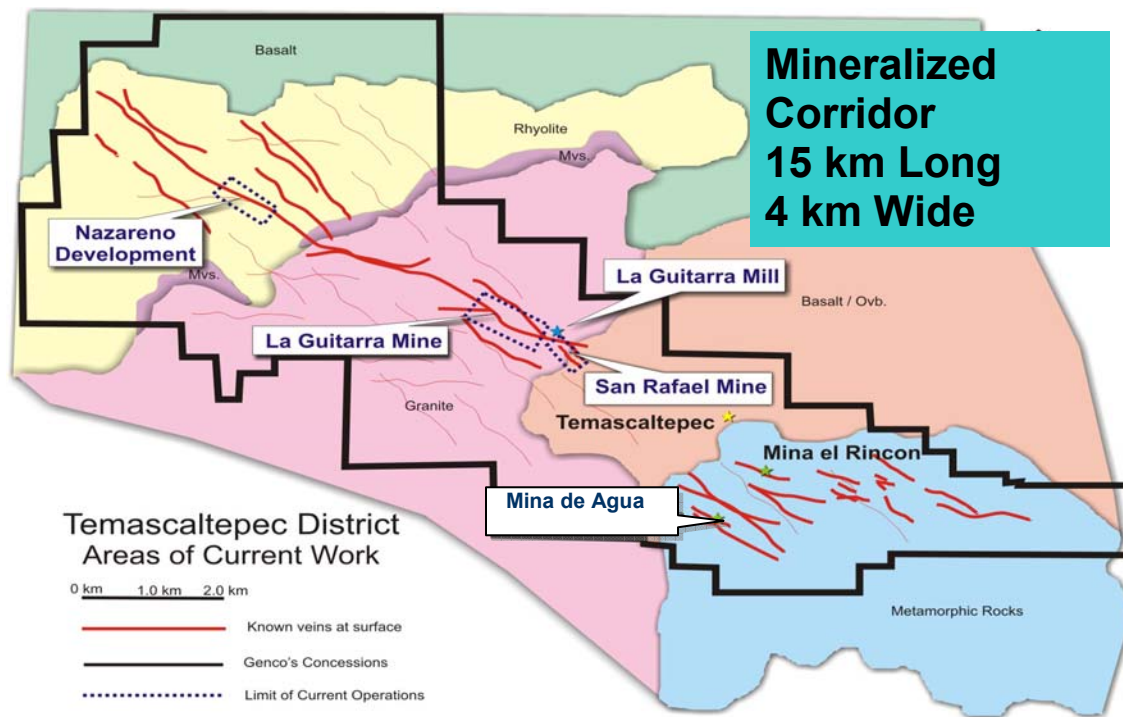 Mineralized
Corridor
15 km Long
4 km Wide
Basalt
Rhyolite
Mvs.
Nazareno
Development
Mvs.
La Guitarra Mill
Basalt / Ovb.
La Guitarra Mine
San Rafael Mine
Granite
Temascaltepec
Mina el Rincon
Mina de Agua
Temascaltepec District
Areas of Current Work
0 km 1.0 km 2.0 km
Known veins at surface
Genco's Concessions
Limit of Current Operations
Metamorphic Rocks